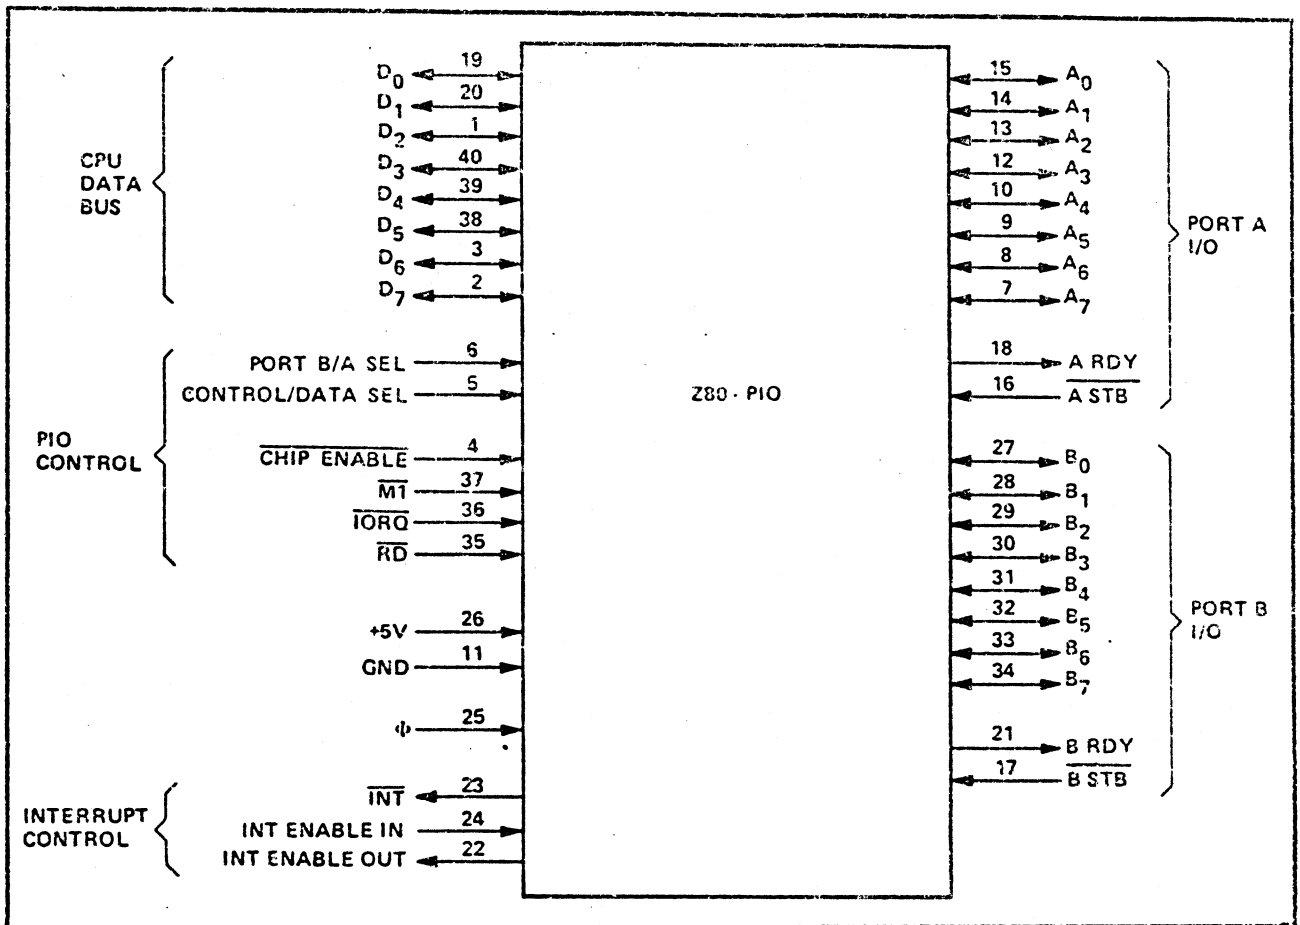 CPU
DATA
BUS
D0 19
D1 20
D2 1
D3 40
D4 39
D5 38
D6 3
D7 2
PIO
CONTROL
PORT B/A SEL 6
CONTROL/DATA SEL 5
CHIP ENABLE 4
M1 37
IORQ 36
RD 35
+5V 26
GND 11
Φ 25
INTERRUPT
CONTROL
INT 23
INT ENABLE IN 24
INT ENABLE OUT 22
Z80 - PIO
15 A0
14 A1
13 A2
12 A3
10 A4
9 A5
8 A6
7 A7
18 A RDY
16 A STB
PORT A
I/O
27 B0
28 B1
29 B2
30 B3
31 B4
32 B5
33 B6
34 B7
21 B RDY
17 B STB
PORT B
I/O